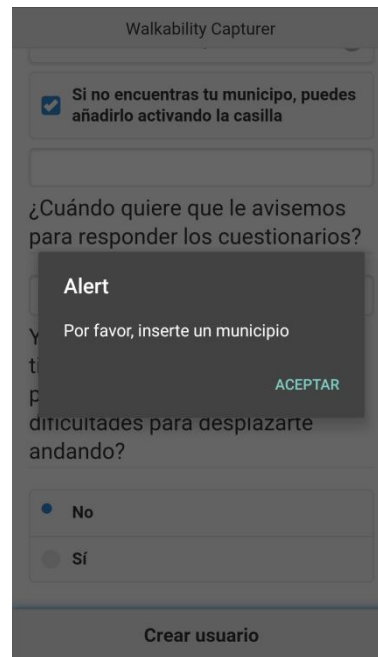 Walkability Capturer
Si no encuentras tu municipo, puedes
añadirlo activando la casilla
¿Cuándo quiere que le avisemos
para responder los cuestionarios?
Alert
Por favor, inserte un municipio
ACEPTAR
dificultades para desplazarte
andando?
No
Sí
Crear usuario